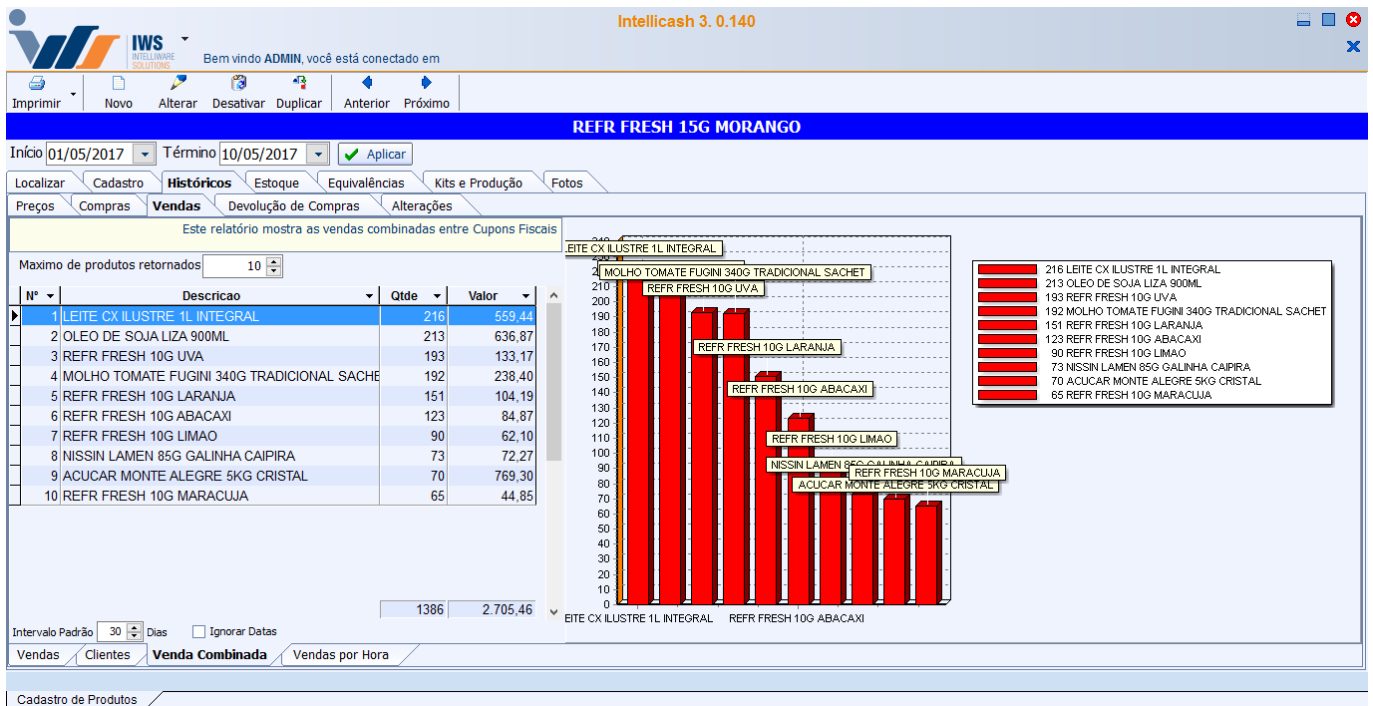 Intellicash 3. 0.140
IWS
INTELLIWARE
SOLUTIONS
Bem vindo ADMIN, você está conectado em
Imprimir Novo Alterar Desativar Duplicar Anterior Próximo
REFR FRESH 15G MORANGO
Início 01/05/2017 Término 10/05/2017 Aplicar
Localizar Cadastro Históricos Estoque Equivalências Kits e Produção Fotos
Preços Compras Vendas Devolução de Compras Alterações
Este relatório mostra as vendas combinadas entre Cupons Fiscais
Maximo de produtos retornados 10
Nº Descricao Qtde Valor
1 LEITE CX ILUSTRE 1L INTEGRAL 216 559,44
2 OLEO DE SOJA LIZA 900ML 213 636,87
3 REFR FRESH 10G UVA 193 133,17
4 MOLHO TOMATE FUGINI 340G TRADICIONAL SACHE 192 238,40
5 REFR FRESH 10G LARANJA 151 104,19
6 REFR FRESH 10G ABACAXI 123 84,87
7 REFR FRESH 10G LIMAO 90 62,10
8 NISSIN LAMEN 85G GALINHA CAIPIRA 73 72,27
9 ACUCAR MONTE ALEGRE 5KG CRISTAL 70 769,30
10 REFR FRESH 10G MARACUJA 65 44,85
1386 2.705,46
Intervalo Padrão 30 Dias Ignorar Datas
Vendas Clientes Venda Combinada Vendas por Hora
LEITE CX ILUSTRE 1L INTEGRAL
MOLHO TOMATE FUGINI 340G TRADICIONAL SACHET
REFR FRESH 10G UVA
REFR FRESH 10G LARANJA
REFR FRESH 10G ABACAXI
REFR FRESH 10G LIMAO
NISSIN LAMEN 85G GALINHA CAIPIRA
REFR FRESH 10G MARACUJA
ACUCAR MONTE ALEGRE 5KG CRISTAL
210
200
190
180
170
160
150
140
130
120
110
100
90
80
70
60
50
40
30
20
10
0
LEITE CX ILUSTRE 1L INTEGRAL REFR FRESH 10G ABACAXI
216 LEITE CX ILUSTRE 1L INTEGRAL
213 OLEO DE SOJA LIZA 900ML
193 REFR FRESH 10G UVA
192 MOLHO TOMATE FUGINI 340G TRADICIONAL SACHET
151 REFR FRESH 10G LARANJA
123 REFR FRESH 10G ABACAXI
90 REFR FRESH 10G LIMAO
73 NISSIN LAMEN 85G GALINHA CAIPIRA
70 ACUCAR MONTE ALEGRE 5KG CRISTAL
65 REFR FRESH 10G MARACUJA
Cadastro de Produtos